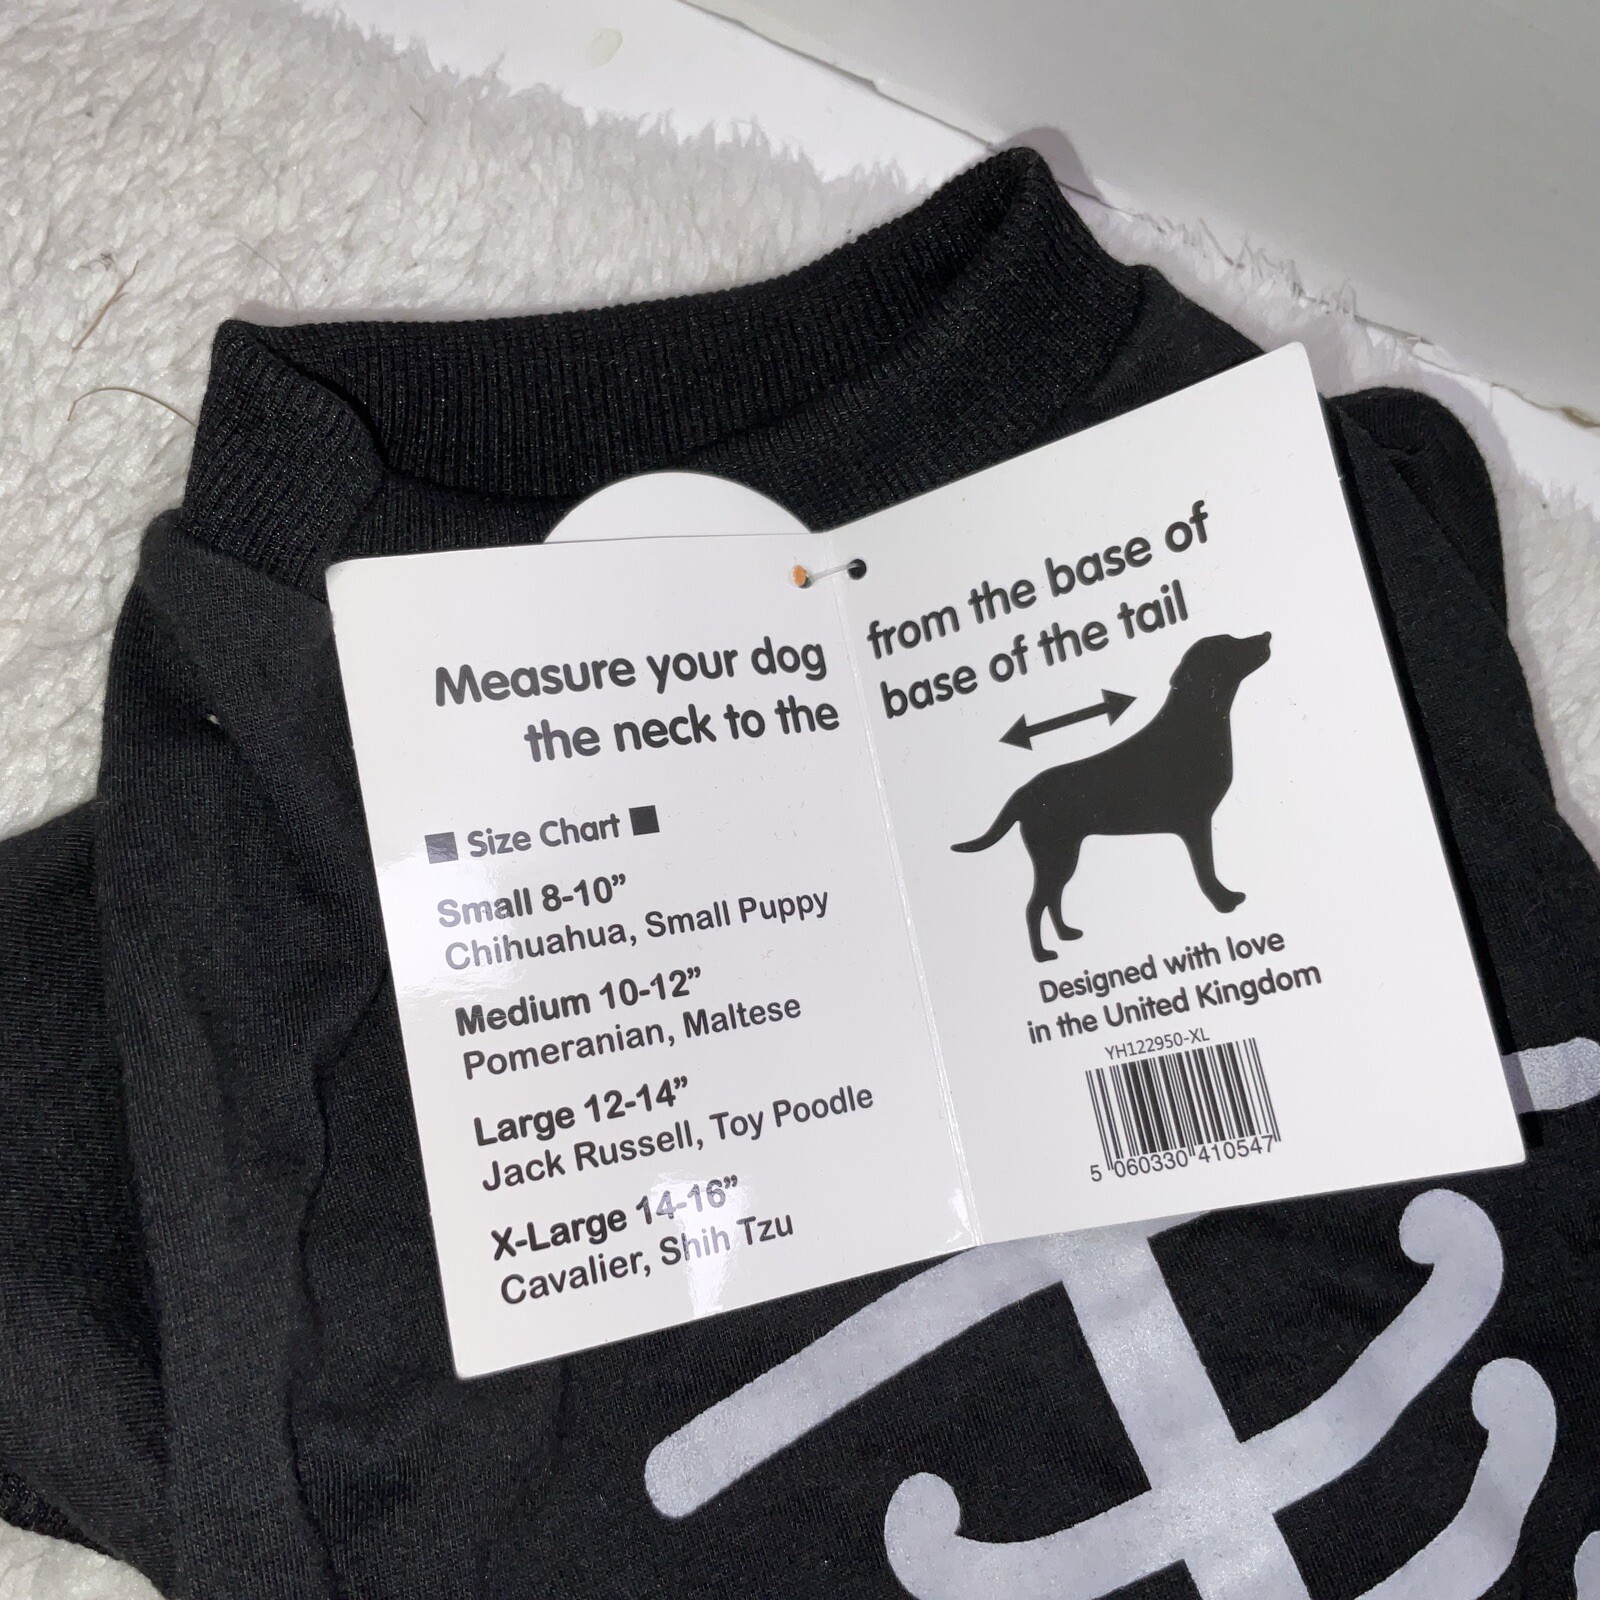 Measure your dog
the neck to the
Size Chart
Small 8-10”
Chihuahua, Small Puppy
Medium 10-12”
Pomeranian, Maltese
Large 12-14”
Jack Russell, Toy Poodle
X-Large 14-16”
Cavalier, Shih Tzu
from the base of
base of the tail
Designed with love
in the United Kingdom
YH122950-XL
5 060330 410547